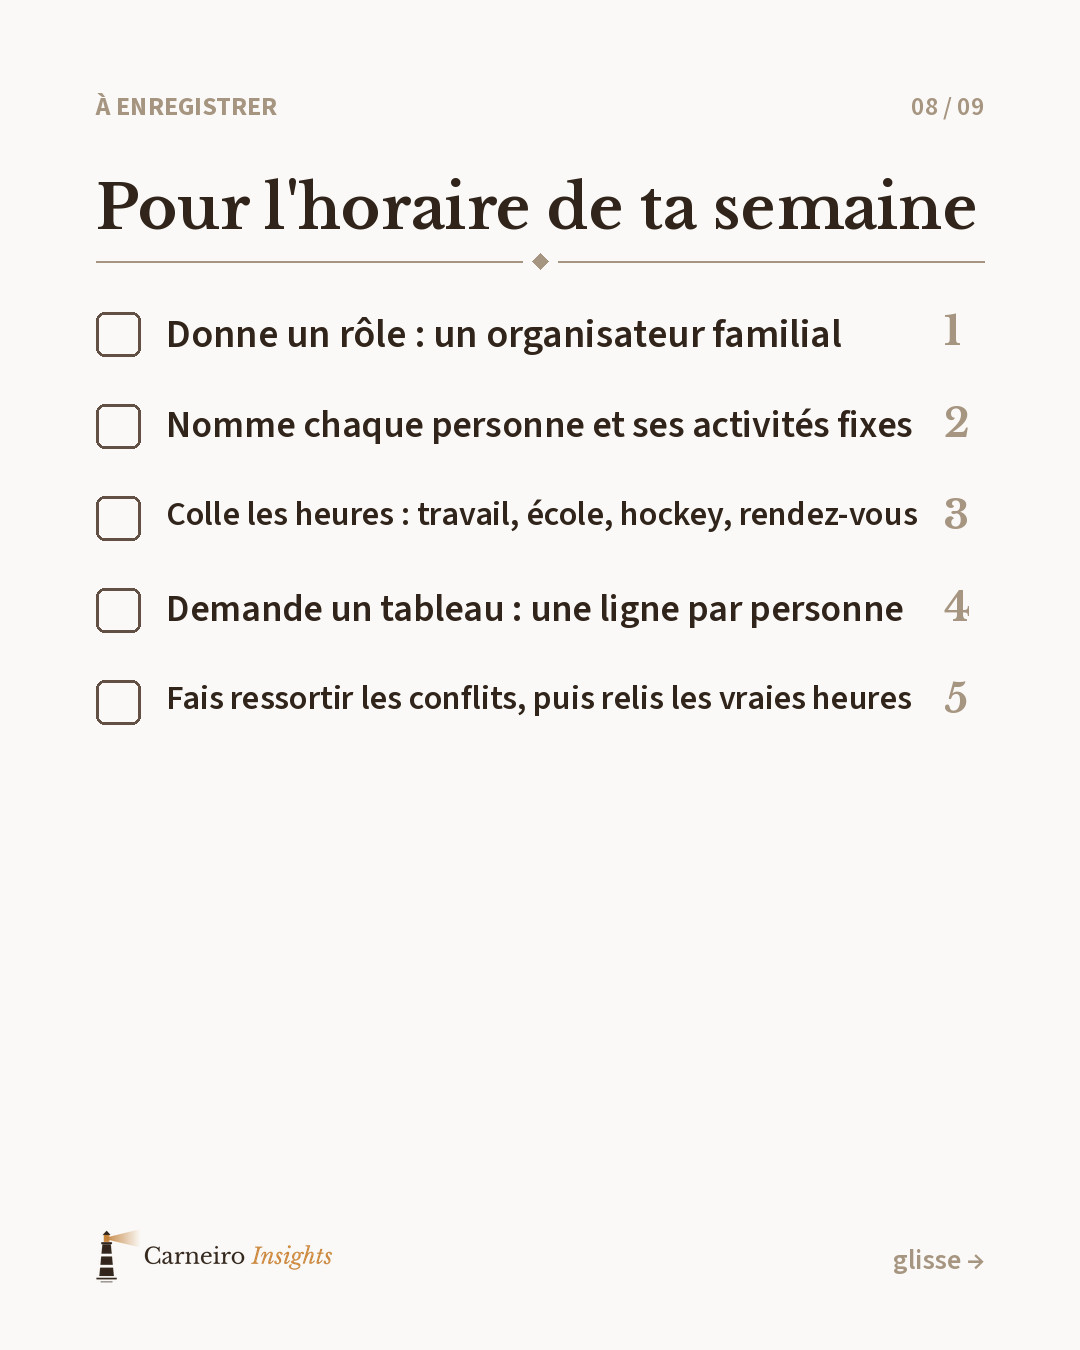 À ENREGISTRER 08 / 09
Pour l'horaire de ta semaine
Donne un rôle : un organisateur familial 1
Nomme chaque personne et ses activités fixes 2
Colle les heures : travail, école, hockey, rendez-vous 3
Demande un tableau : une ligne par personne 4
Fais ressortir les conflits, puis relis les vraies heures 5
Carneiro Insights
glisse →